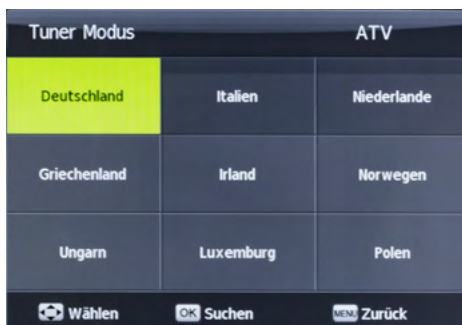 Tuner Modus ATV
Deutschland Italien Niederlande
Griechenland Irland Norwegen
Ungarn Luxemburg Polen
Wählen OK Suchen MENU Zurück